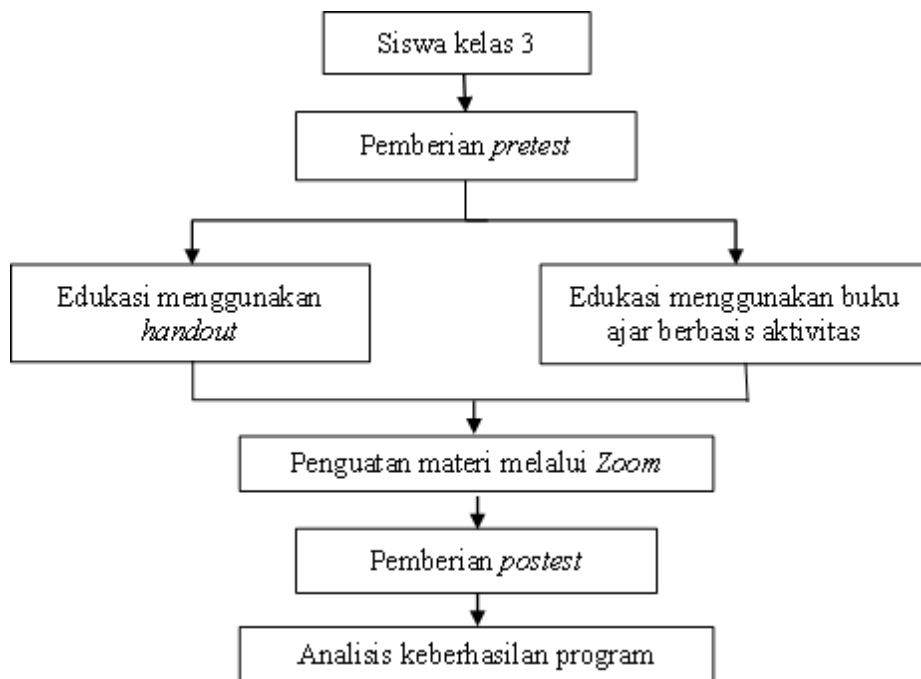 Siswa kelas 3
Pemberian pretest
Edukasi menggunakan
handout
Edukasi menggunakan buku
ajar berbasis aktivitas
Penguatan materi melalui Zoom
Pemberian postest
Analisis keberhasilan program